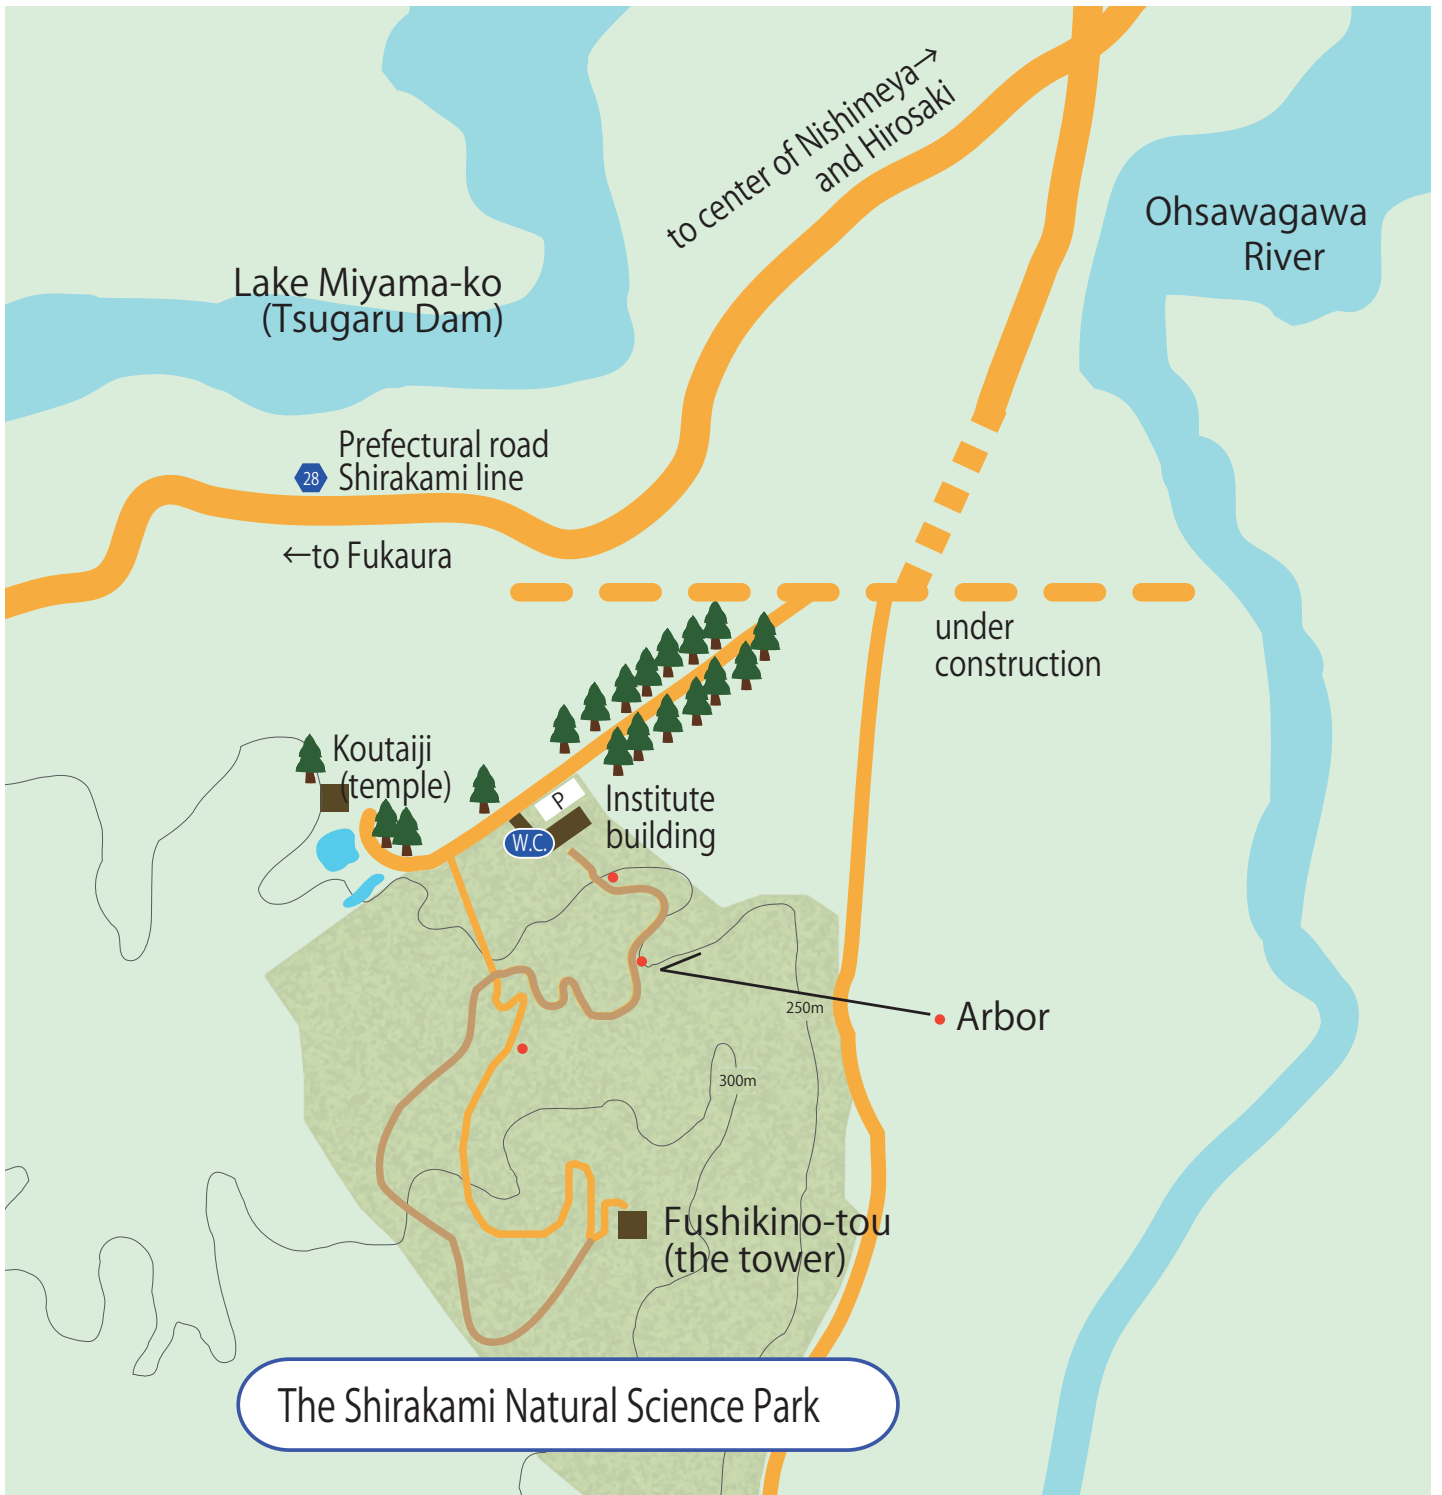 to center of Nishimeya→
and Hirosaki
Ohsawagawa
River
Lake Miyama-ko
(Tsugaru Dam)
Prefectural road
28 Shirakami line
←to Fukaura
under
construction
Koutaiji
(temple)
P
Institute
building
W.C.
250m
Arbor
300m
Fushikino-tou
(the tower)
The Shirakami Natural Science Park